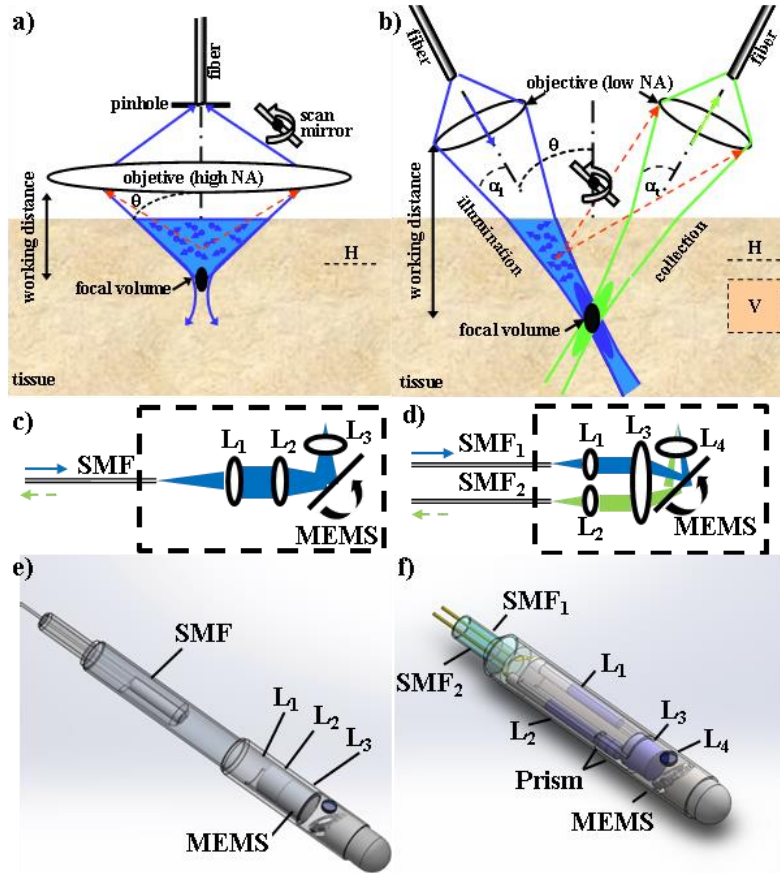 a)
fiber
pinhole
scan
mirror
objetive (high NA)
θ
working distance
H
focal volume
tissue
b)
fiber
fiber
objective (low NA)
θ
αi
αc
working distance
illumination
collection
H
V
focal volume
tissue
c)
SMF
L1
L2
L3
MEMS
d)
SMF1
SMF2
L1
L2
L3
L4
MEMS
e)
SMF
L1
L2
L3
MEMS
f)
SMF1
SMF2
L1
L2
L3
L4
Prism
MEMS